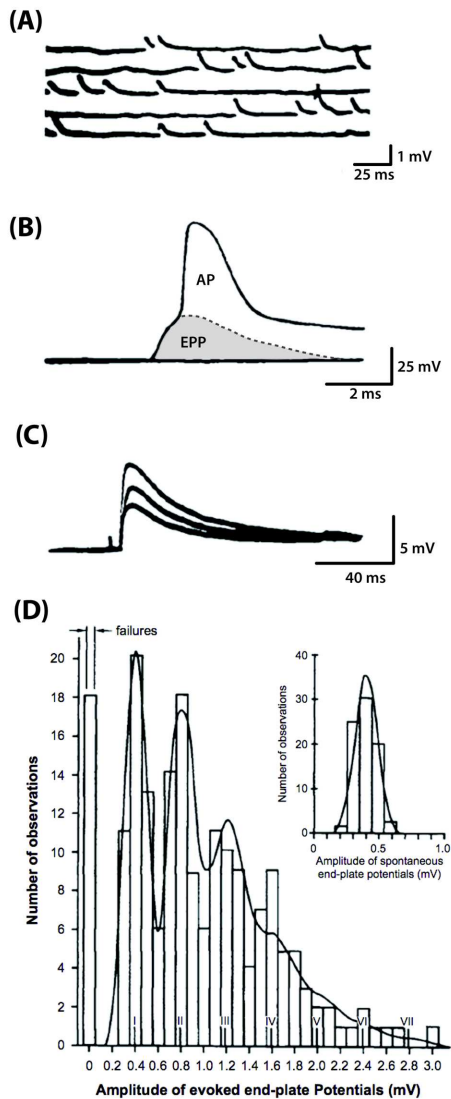 (A)
1 mV
25 ms
(B)
AP
EPP
25 mV
2 ms
(C)
5 mV
40 ms
(D)
failures
Number of observations
20
18
16
14
12
10
8
6
4
2
0
I
II
III
IV
V
VI
VII
0 0.2 0.4 0.6 0.8 1.0 1.2 1.4 1.6 1.8 2.0 2.2 2.4 2.6 2.8 3.0
Amplitude of evoked end-plate Potentials (mV)
Number of observations
40
30
20
10
0
0 0.5 1.0
Amplitude of spontaneous
end-plate potentials (mV)